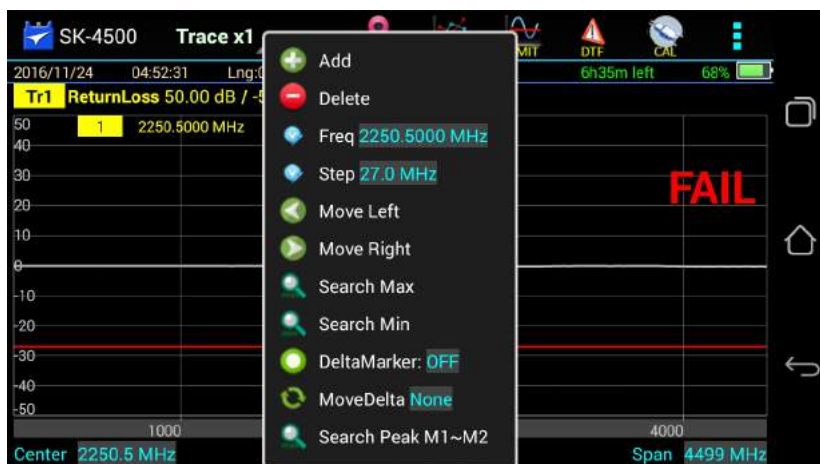 SK-4500 Trace x1
MIT DTF CAL
2016/11/24 04:52:31 Lng:0 6h35m left 68%
Tr1 ReturnLoss 50.00 dB / -5
1 2250.5000 MHz
50
40
30
20
10
0
-10
-20
-30
-40
-50
FAIL
Add
Delete
Freq 2250.5000 MHz
Step 27.0 MHz
Move Left
Move Right
Search Max
Search Min
DeltaMarker: OFF
MoveDelta None
Search Peak M1~M2
1000 4000
Center 2250.5 MHz Span 4499 MHz